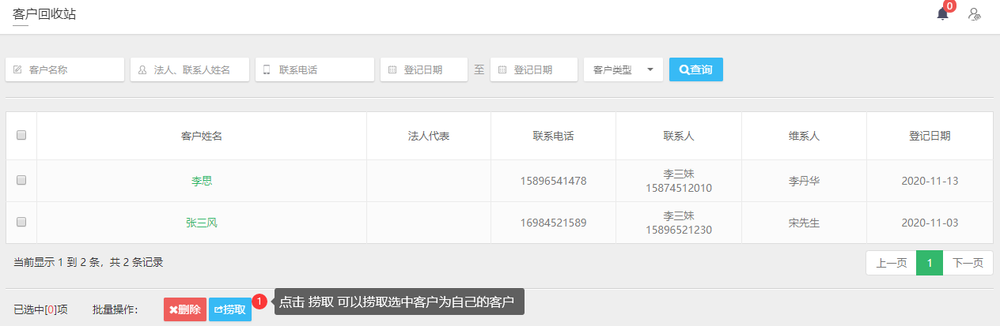 客户回收站
0
客户名称 法人、联系人姓名 联系电话 登记日期 至 登记日期 客户类型 查询
客户姓名 法人代表 联系电话 联系人 维系人 登记日期
李思 15896541478 李三妹 15874512010 李丹华 2020-11-13
张三风 16984521589 李三妹 15896521230 宋先生 2020-11-03
当前显示 1 到 2 条，共 2 条记录 上一页 1 下一页
已选中[0]项 批量操作： 删除 捞取 1 点击 捞取 可以捞取选中客户为自己的客户